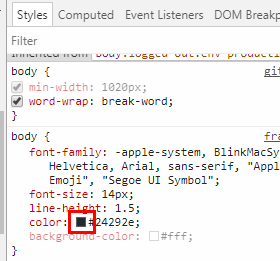 Styles Computed Event Listeners DOM Breakp
Filter
Inherited from body.logged-out.env-producti
body { git
min-width: 1020px;
word-wrap: break-word;
}
body { fra
font-family: -apple-system, BlinkMacSy
Helvetica, Arial, sans-serif, "Appl
Emoji", "Segoe UI Symbol";
font-size: 14px;
line-height: 1.5;
color: #24292e;
background-color: #fff;
}